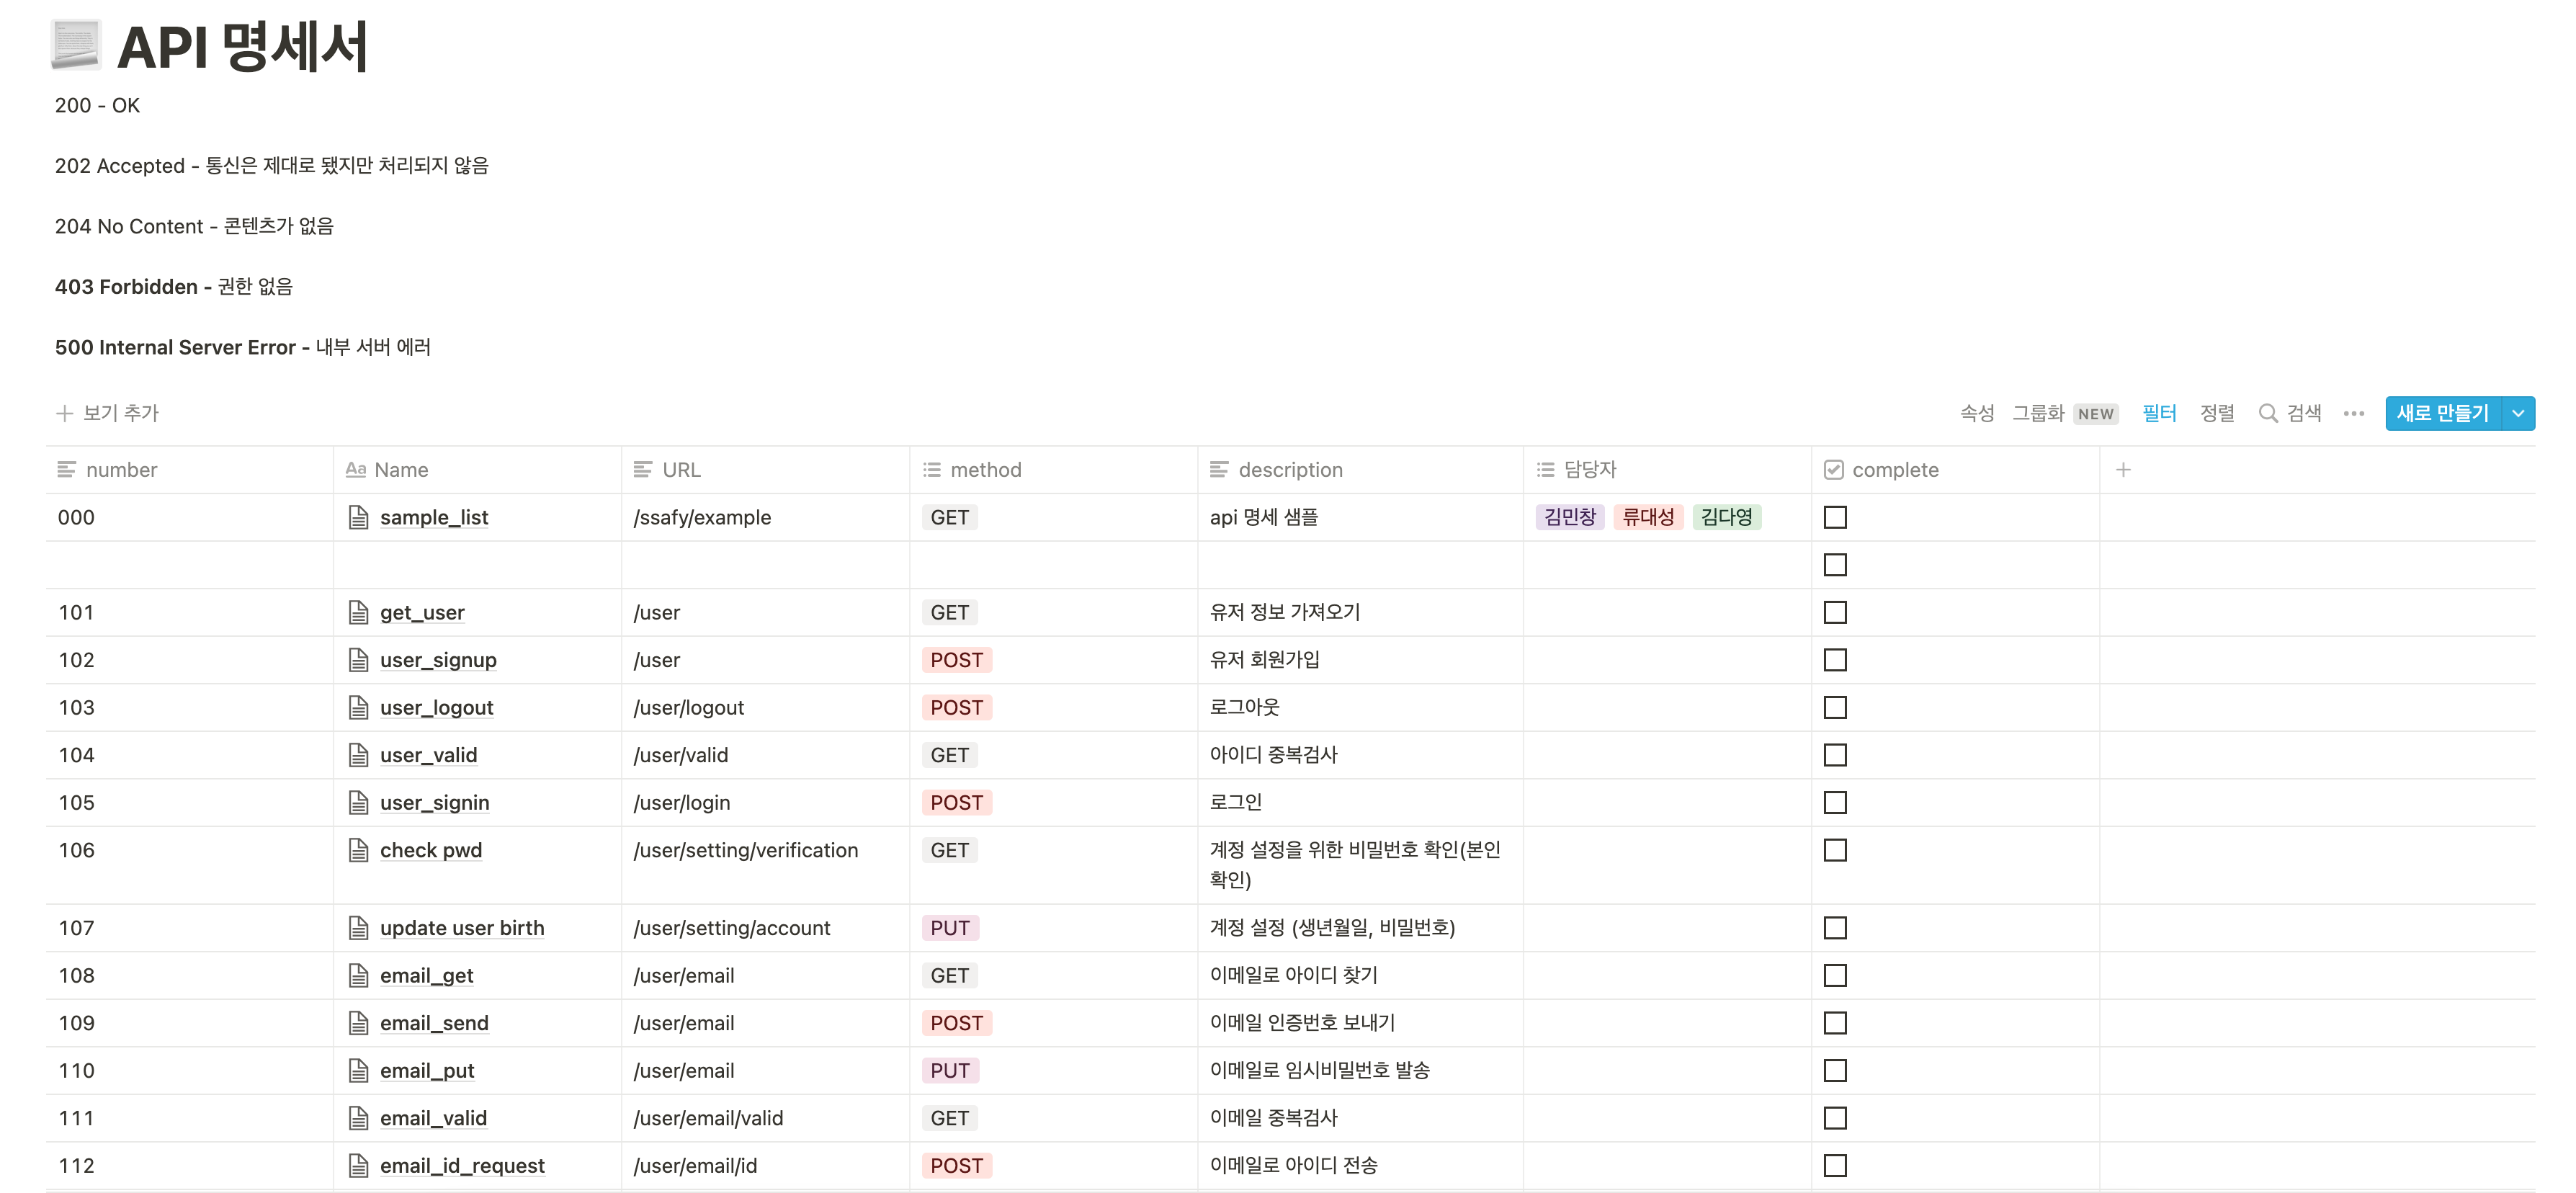 API 명세서
200 - OK
202 Accepted - 통신은 제대로 됐지만 처리되지 않음
204 No Content - 콘텐츠가 없음
403 Forbidden - 권한 없음
500 Internal Server Error - 내부 서버 에러
보기 추가 속성 그룹화 NEW 필터 정렬 검색 ··· 새로 만들기
number Aa Name URL method description 담당자 complete
000 sample_list /ssafy/example GET api 명세 샘플 김민창 류대성 김다영
101 get_user /user GET 유저 정보 가져오기
102 user_signup /user POST 유저 회원가입
103 user_logout /user/logout POST 로그아웃
104 user_valid /user/valid GET 아이디 중복검사
105 user_signin /user/login POST 로그인
106 check pwd /user/setting/verification GET 계정 설정을 위한 비밀번호 확인(본인
확인)
107 update user birth /user/setting/account PUT 계정 설정 (생년월일, 비밀번호)
108 email_get /user/email GET 이메일로 아이디 찾기
109 email_send /user/email POST 이메일 인증번호 보내기
110 email_put /user/email PUT 이메일로 임시비밀번호 발송
111 email_valid /user/email/valid GET 이메일 중복검사
112 email_id_request /user/email/id POST 이메일로 아이디 전송